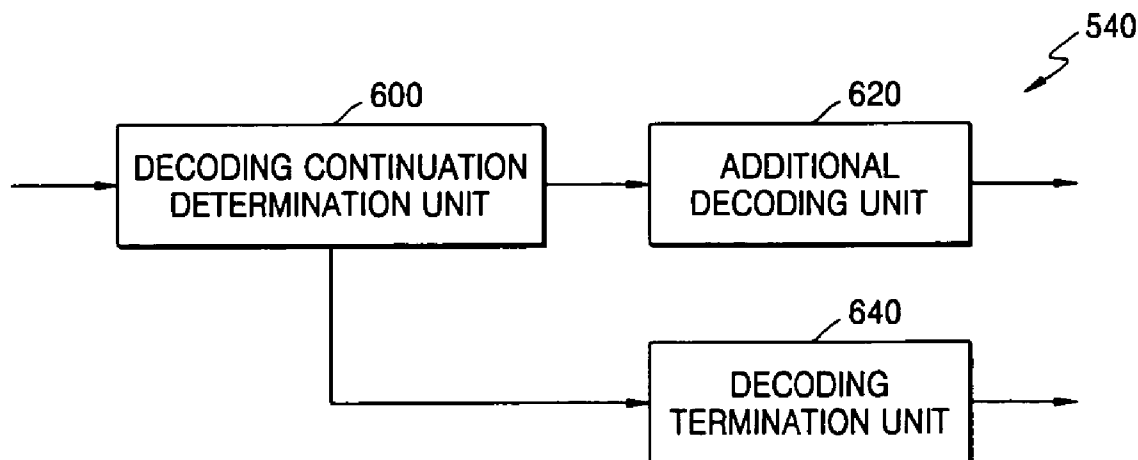 540
600
DECODING CONTINUATION
DETERMINATION UNIT
620
ADDITIONAL
DECODING UNIT
640
DECODING
TERMINATION UNIT